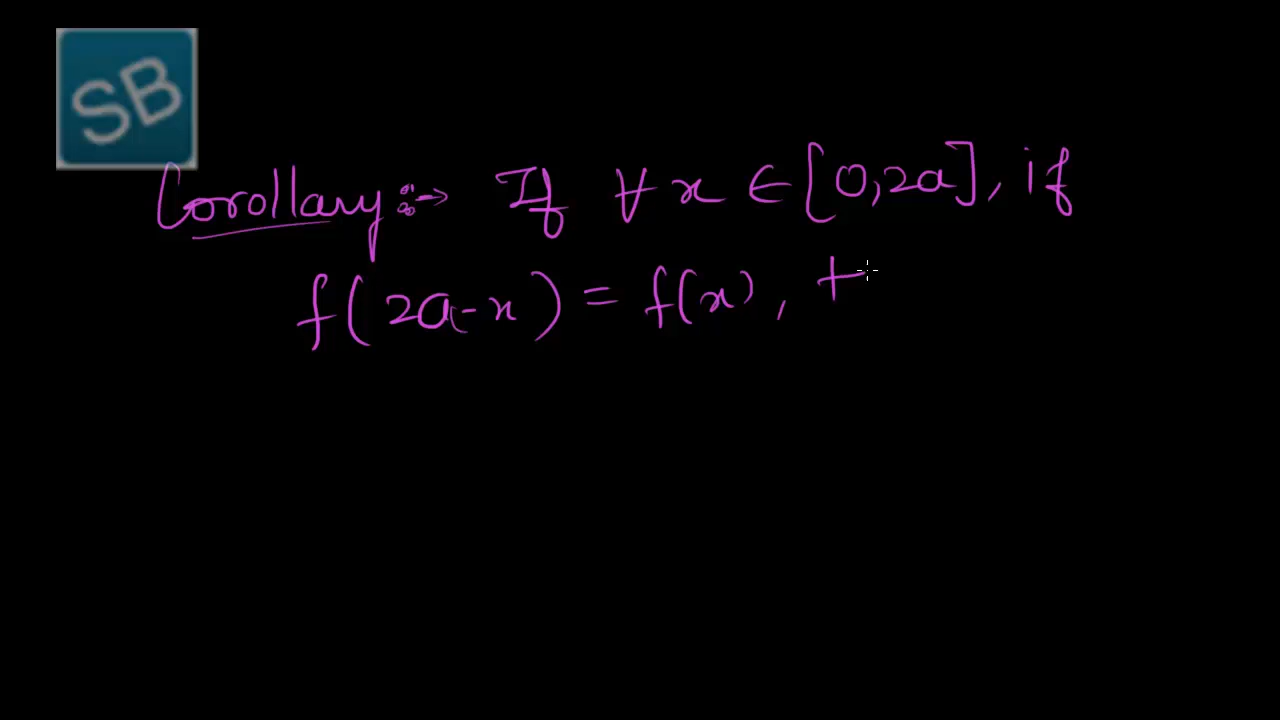 SB
Corollary :→ If ∀ x ∈ [0,2a], if
f(2a-x) = f(x), t